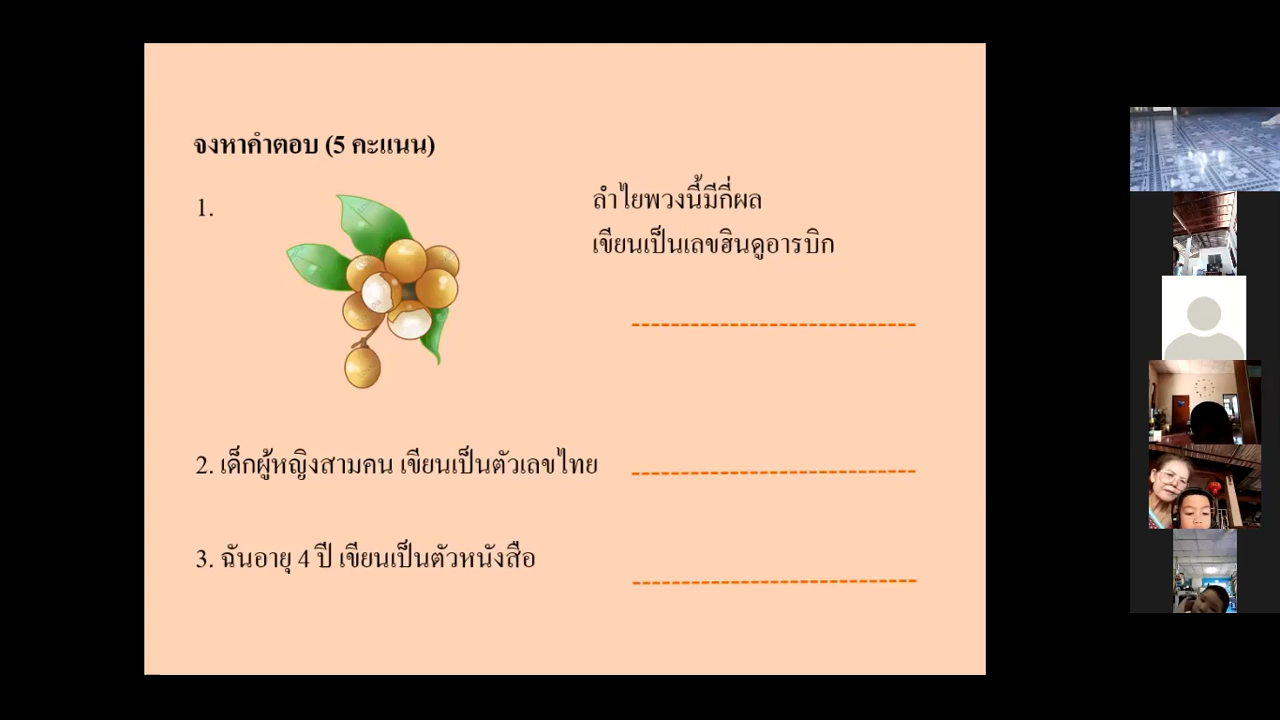 จงหาคำตอบ (5 คะแนน)
1.
ลำไยพวงนี้มีกี่ผล
เขียนเป็นเลขฮินดูอารบิก
2. เด็กผู้หญิงสามคน เขียนเป็นตัวเลขไทย
3. ฉันอายุ 4 ปี เขียนเป็นตัวหนังสือ